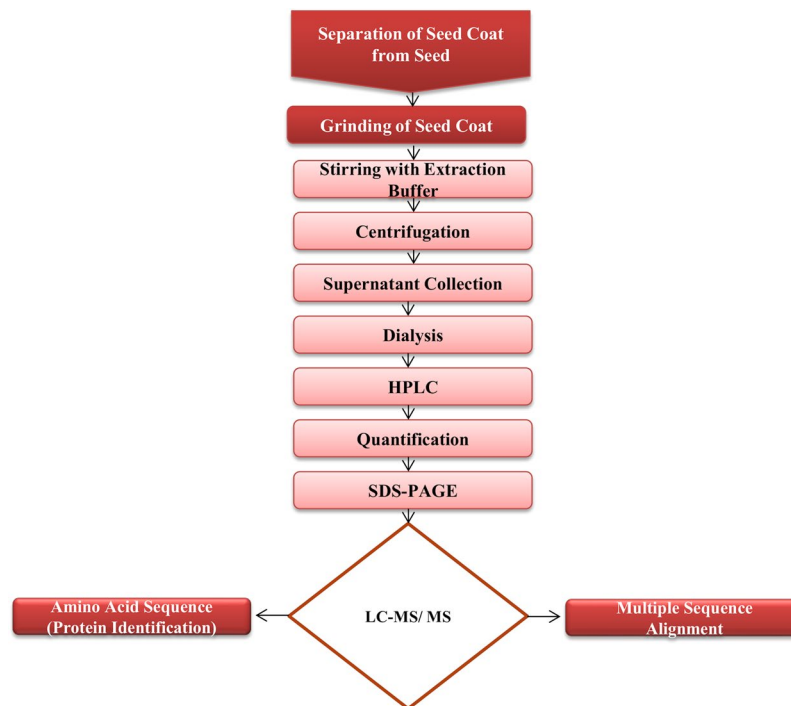 Separation of Seed Coat
from Seed
Grinding of Seed Coat
Stirring with Extraction
Buffer
Centrifugation
Supernatant Collection
Dialysis
HPLC
Quantification
SDS-PAGE
LC-MS/ MS
Amino Acid Sequence
(Protein Identification)
Multiple Sequence
Alignment